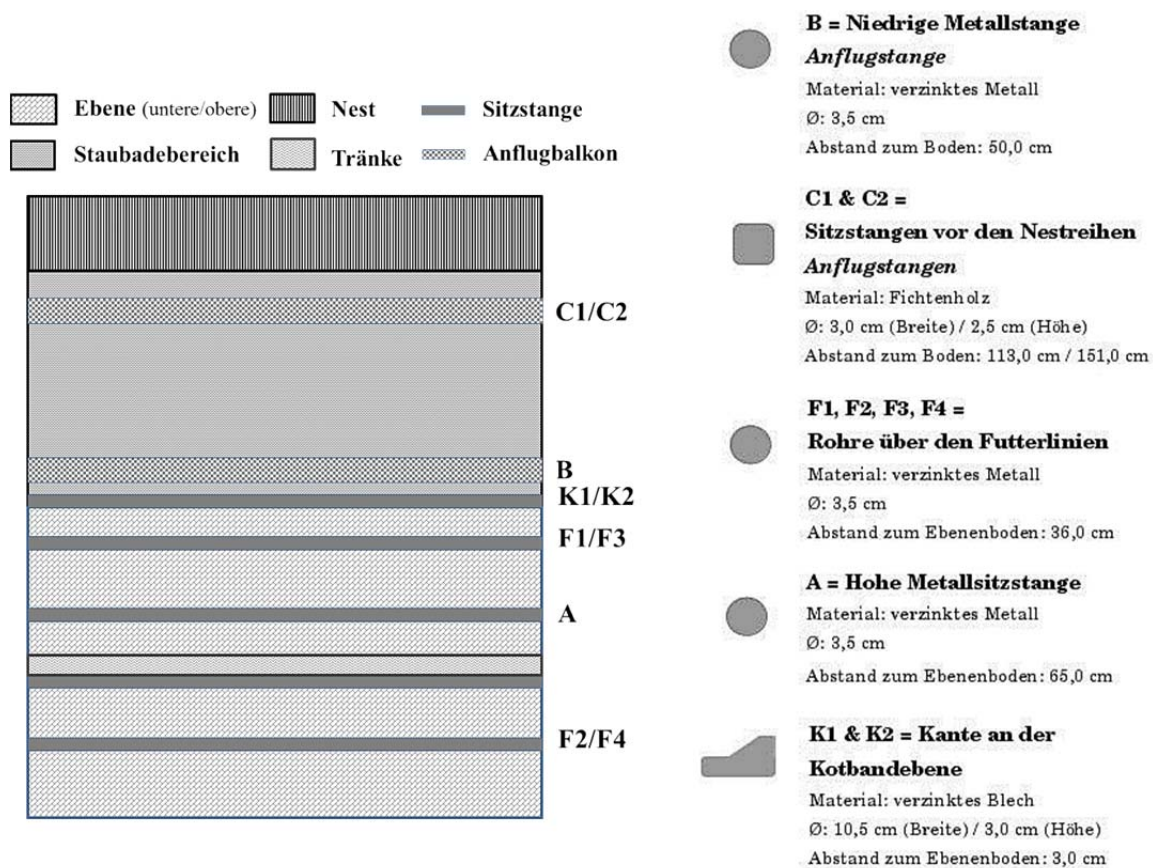 Ebene (untere/obere)
Nest
Sitzstange
Staubadebereich
Tränke
Anflugbalkon
C1/C2
B
K1/K2
F1/F3
A
F2/F4
B = Niedrige Metallstange
Anflugstange
Material: verzinktes Metall
Ø: 3,5 cm
Abstand zum Boden: 50,0 cm
C1 & C2 =
Sitzstangen vor den Nestreihen
Anflugstangen
Material: Fichtenholz
Ø: 3,0 cm (Breite) / 2,5 cm (Höhe)
Abstand zum Boden: 113,0 cm / 151,0 cm
F1, F2, F3, F4 =
Rohre über den Futterlinien
Material: verzinktes Metall
Ø: 3,5 cm
Abstand zum Ebenenboden: 36,0 cm
A = Hohe Metallsitzstange
Material: verzinktes Metall
Ø: 3,5 cm
Abstand zum Ebenenboden: 65,0 cm
K1 & K2 = Kante an der
Kotbandebene
Material: verzinktes Blech
Ø: 10,5 cm (Breite) / 3,0 cm (Höhe)
Abstand zum Ebenenboden: 3,0 cm